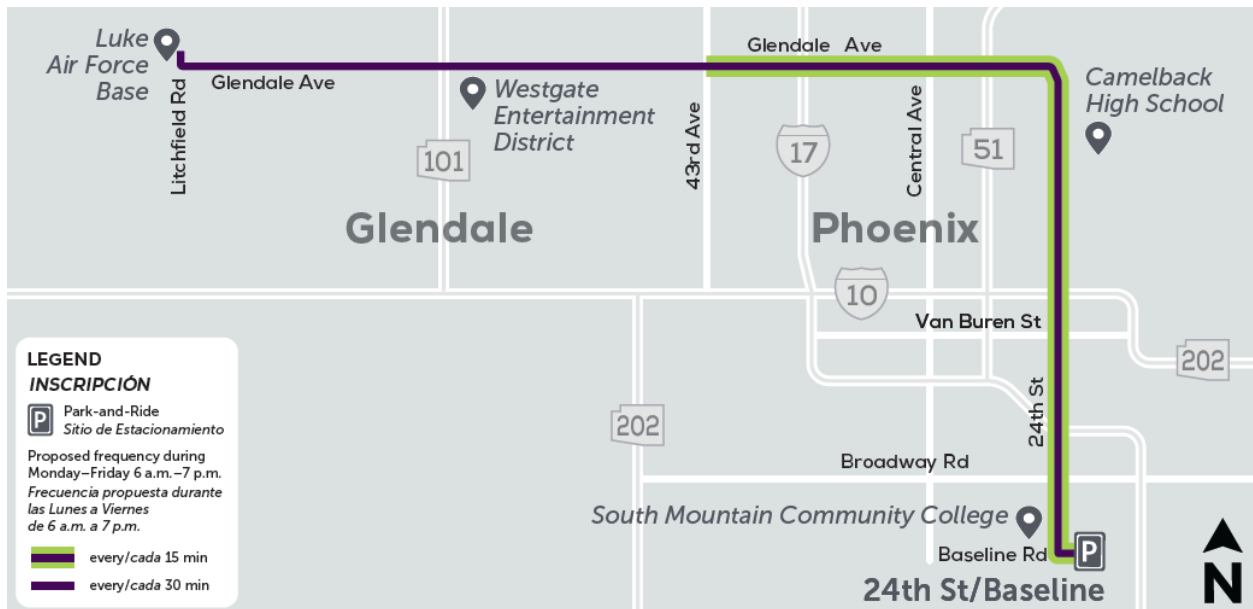 Luke
Air Force
Base
Litchfield Rd
Glendale Ave
Westgate
Entertainment
District
101
Glendale
43rd Ave
Glendale Ave
17
Central Ave
51
Camelback
High School
Phoenix
10
Van Buren St
202
202
24th St
Broadway Rd
South Mountain Community College
Baseline Rd
P
24th St/Baseline
N
LEGEND
INSCRIPCIÓN
P
Park-and-Ride
Sitio de Estacionamiento
Proposed frequency during
Monday–Friday 6 a.m.–7 p.m.
Frecuencia propuesta durante
las Lunes a Viernes
de 6 a.m. a 7 p.m.
every/cada 15 min
every/cada 30 min